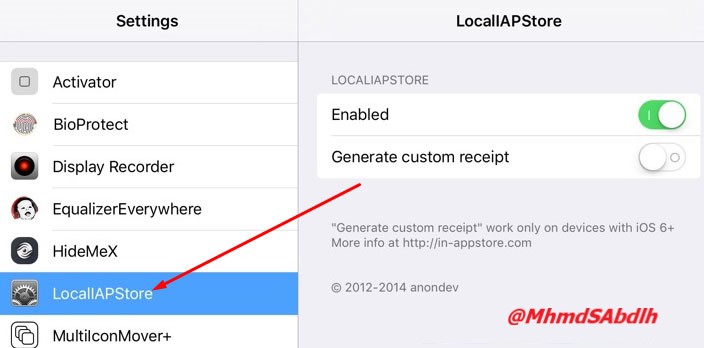 Settings
Activator
BioProtect
Display Recorder
EqualizerEverywhere
HideMeX
LocalIAPStore
MultiIconMover+
LocalIAPStore
LOCALIAPSTORE
Enabled
Generate custom receipt
"Generate custom receipt" work only on devices with iOS 6+
More info at http://in-appstore.com
© 2012-2014 anondev
@MhmdSAbdlh